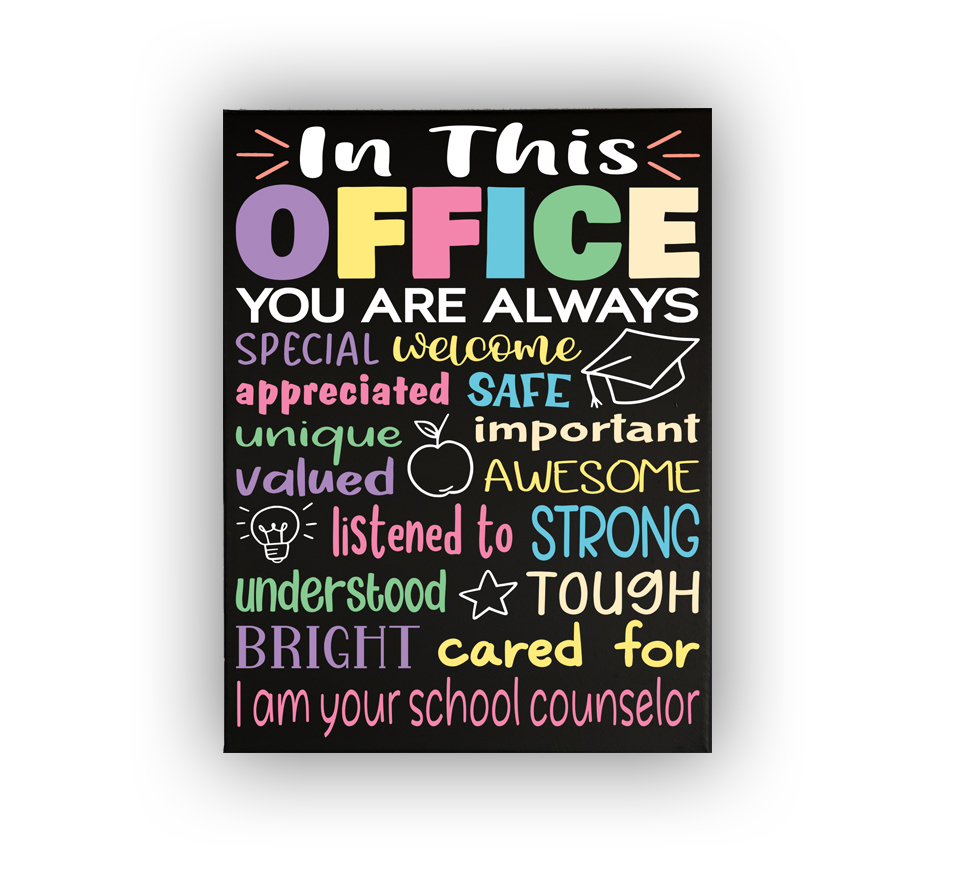 In This
OFFICE
YOU ARE ALWAYS
SPECIAL welcome
appreciated SAFE
unique important
valued AWESOME
listened to STRONG
understood TOUGH
BRIGHT cared for
I am your school counselor